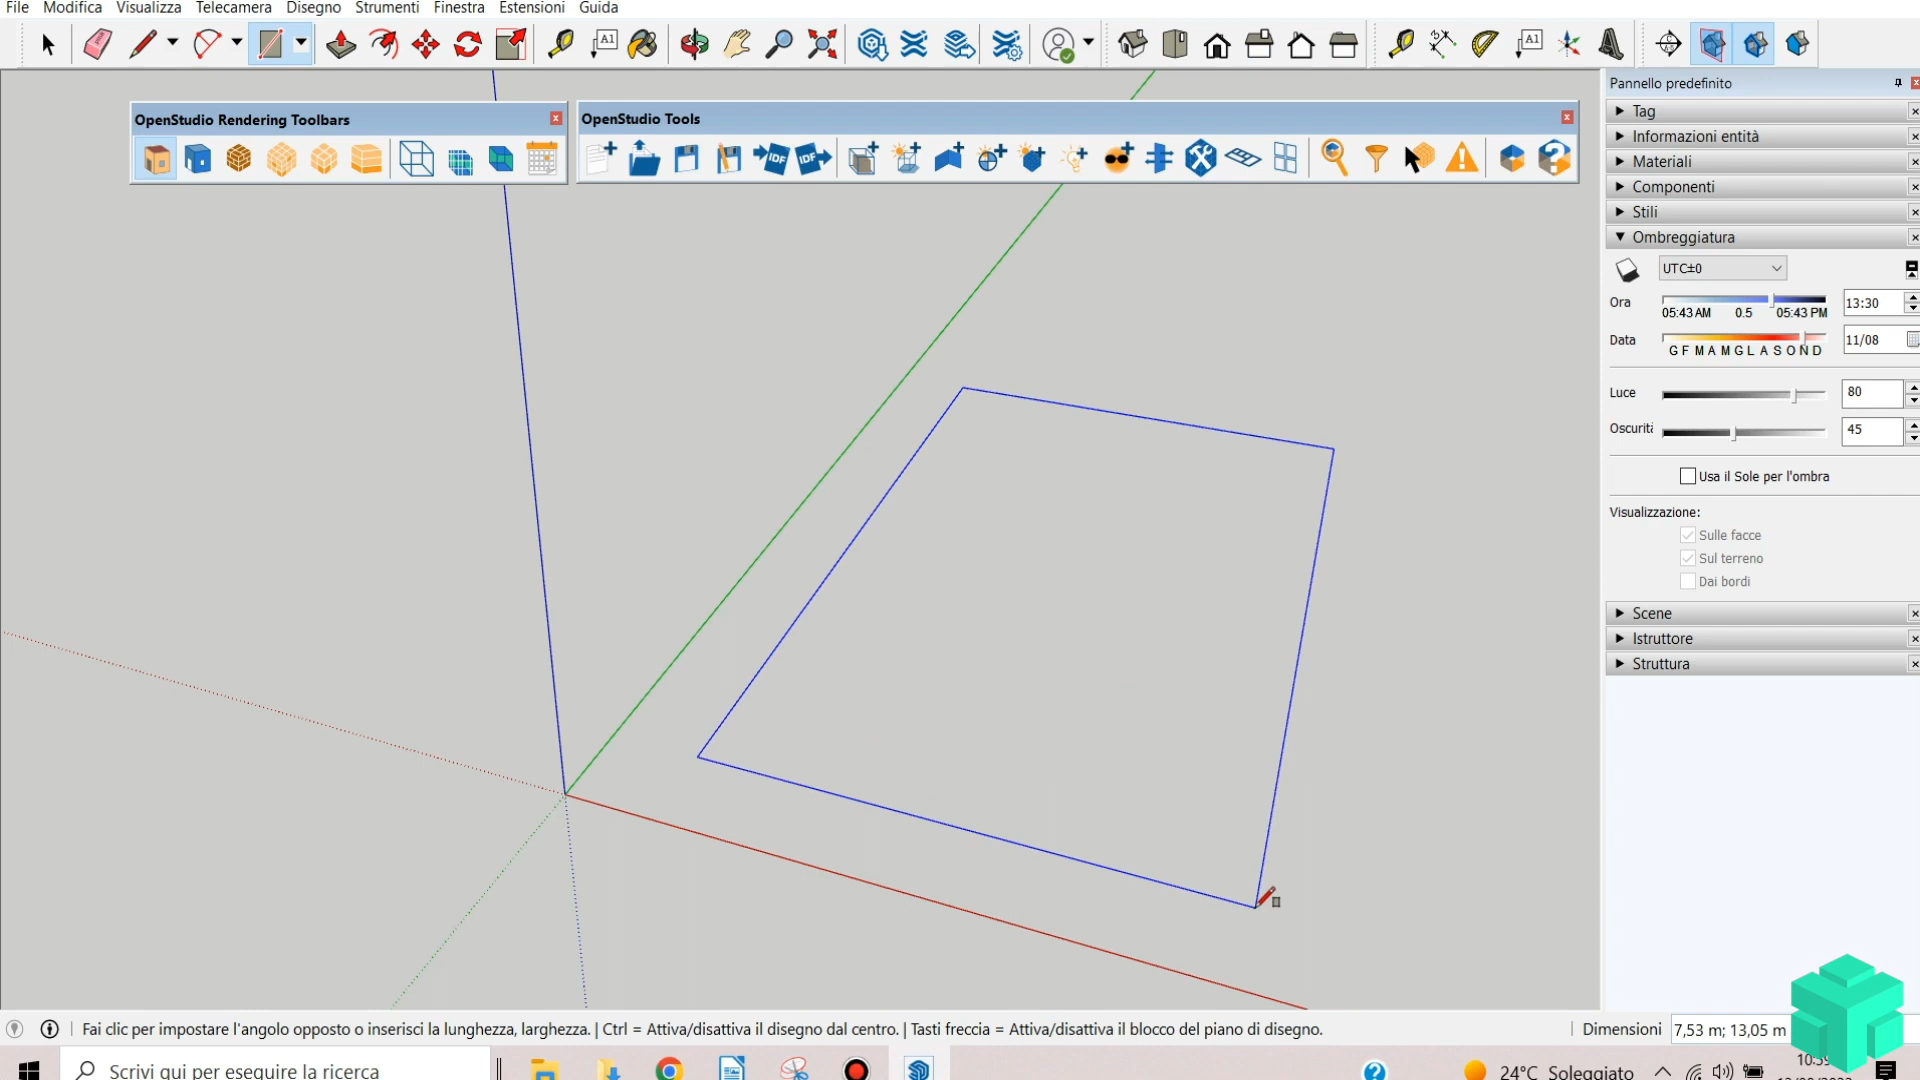 File Modifica Visualizza Telecamera Disegno Strumenti Finestra Estensioni Guida
Pannello predefinito
OpenStudio Rendering Toolbars
OpenStudio Tools
IDF IDF
Tag
Informazioni entità
Materiali
Componenti
Stili
Ombreggiatura
UTC±0
Ora
13:30
05:43 AM 0.5 05:43 PM
Data
11/08
G F M A M G L A S O N D
Luce
80
Oscurità
45
Usa il Sole per l'ombra
Visualizzazione:
Sulle facce
Sul terreno
Dai bordi
Scene
Istruttore
Struttura
Fai clic per impostare l'angolo opposto o inserisci la lunghezza, larghezza. | Ctrl = Attiva/disattiva il disegno dal centro. | Tasti freccia = Attiva/disattiva il blocco del piano di disegno.
Dimensioni 7,53 m; 13,05 m
Scrivi qui per eseguire la ricerca
24°C Soleggiato